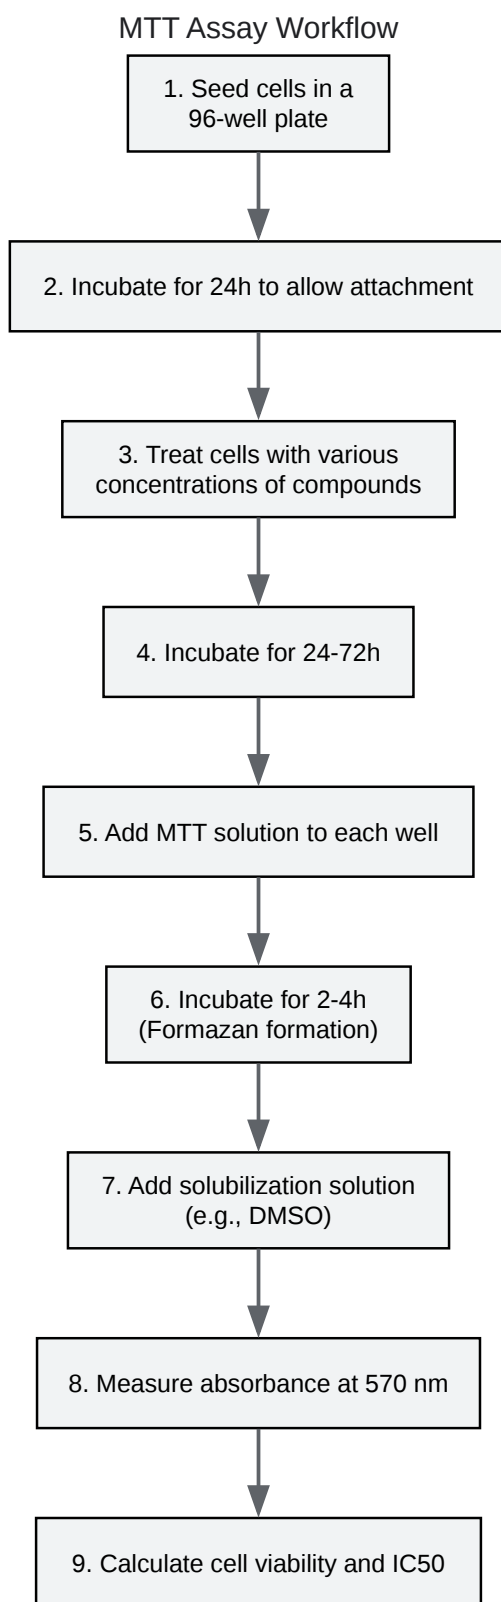 MTT Assay Workflow
1. Seed cells in a
96-well plate
2. Incubate for 24h to allow attachment
3. Treat cells with various
concentrations of compounds
4. Incubate for 24-72h
5. Add MTT solution to each well
6. Incubate for 2-4h
(Formazan formation)
7. Add solubilization solution
(e.g., DMSO)
8. Measure absorbance at 570 nm
9. Calculate cell viability and IC50